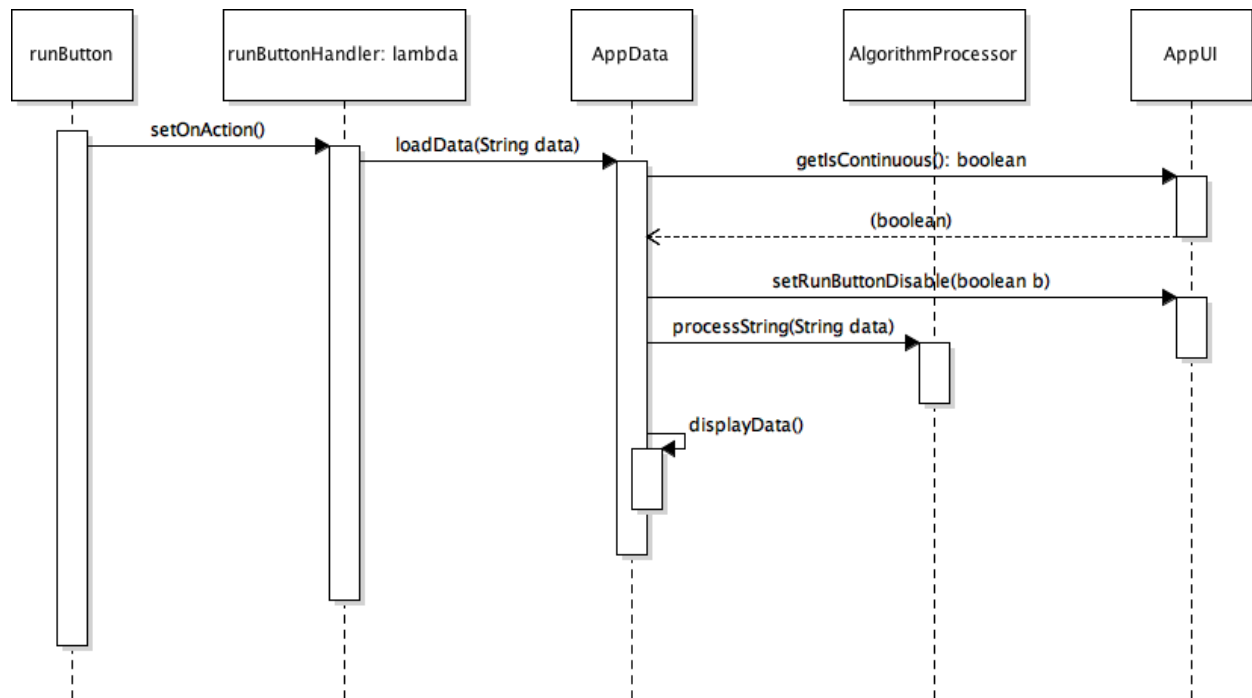 runButton
runButtonHandler: lambda
AppData
AlgorithmProcessor
AppUI
setOnAction()
loadData(String data)
getIsContinuous(): boolean
(boolean)
setRunButtonDisable(boolean b)
processString(String data)
displayData()